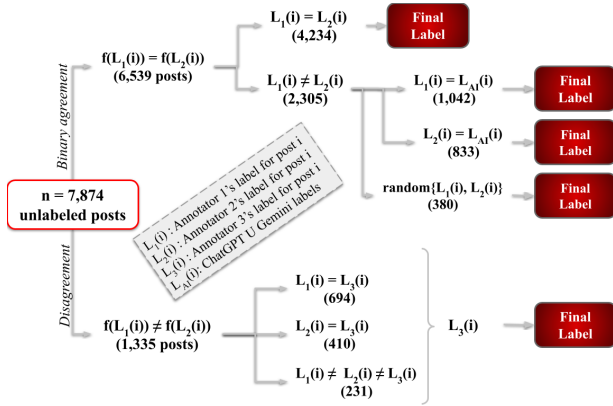 L₁(i) = L₂(i)
(4,234)
Final
Label
f(L₁(i)) = f(L₂(i))
(6,539 posts)
Binary agreement
L₁(i) ≠ L₂(i)
(2,305)
L₁(i) = L_AI(i)
(1,042)
Final
Label
L₂(i) = L_AI(i)
(833)
Final
Label
random{L₁(i), L₂(i)}
(380)
Final
Label
n = 7,874
unlabeled posts
L₁(i) : Annotator 1's label for post i
L₂(i) : Annotator 2's label for post i
L₃(i) : Annotator 3's label for post i
L_AI(i): ChatGPT U Gemini labels
Disagreement
f(L₁(i)) ≠ f(L₂(i))
(1,335 posts)
L₁(i) = L₃(i)
(694)
L₂(i) = L₃(i)
(410)
L₁(i) ≠ L₂(i) ≠ L₃(i)
(231)
L₃(i)
Final
Label